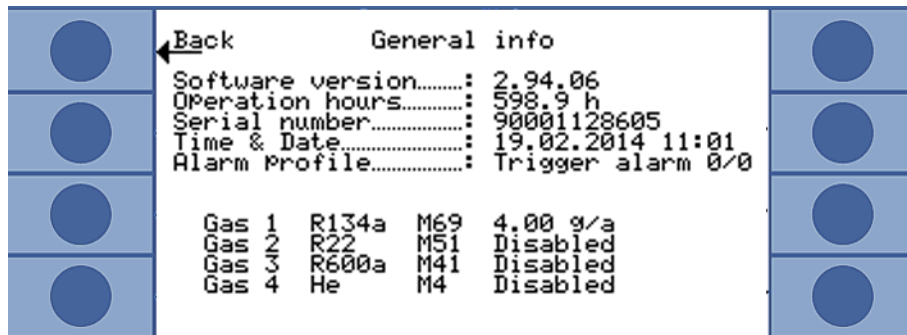 Back General info
Software version........: 2.94.06
Operation hours...........: 598.9 h
Serial number................: 90001128605
Time & Date.....................: 19.02.2014 11:01
Alarm Profile................: Trigger alarm 0/0
Gas 1 R134a M69 4.00 g/a
Gas 2 R22 M51 Disabled
Gas 3 R600a M41 Disabled
Gas 4 He M4 Disabled